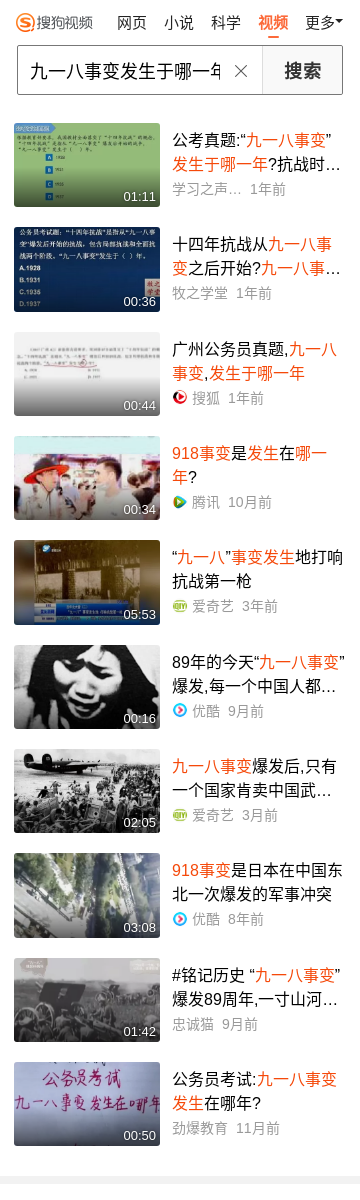 搜狗视频 网页 小说 科学 视频 更多
九一八事变发生于哪一年 搜索
公考真题:“九一八事变”
发生于哪一年?抗战时…
01:11
学习之声… 1年前
公务员考试题：“十四年抗战”是指从“九一八
事变”爆发后开始的抗战，包含局部抗战和全面抗
战两个阶段。“九一八事变”发生于（ ）年。
A.1928
B.1931
C.1935
D.1937
00:36
十四年抗战从九一八事
变之后开始?九一八事…
牧之学堂 1年前
00:44
广州公务员真题,九一八
事变,发生于哪一年
搜狐 1年前
00:34
918事变是发生在哪一
年?
腾讯 10月前
05:53
“九一八”事变发生地打响
抗战第一枪
爱奇艺 3年前
00:16
89年的今天“九一八事变”
爆发,每一个中国人都…
优酷 9月前
02:05
九一八事变爆发后,只有
一个国家肯卖中国武…
爱奇艺 3月前
03:08
918事变是日本在中国东
北一次爆发的军事冲突
优酷 8年前
01:42
#铭记历史 “九一八事变”
爆发89周年,一寸山河…
忠诚猫 9月前
公务员考试
九一八事变发生在哪年
00:50
公务员考试:九一八事变
发生在哪年?
劲爆教育 11月前